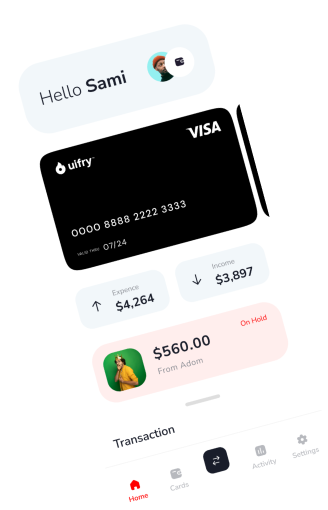 Hello Sami
uifry
VISA
0000 8888 2222 3333
VALID THRU 07/24
Expence
$4,264
Income
$3,897
On Hold
$560.00
From Adom
Transaction
Home
Cards
Activity
Settings